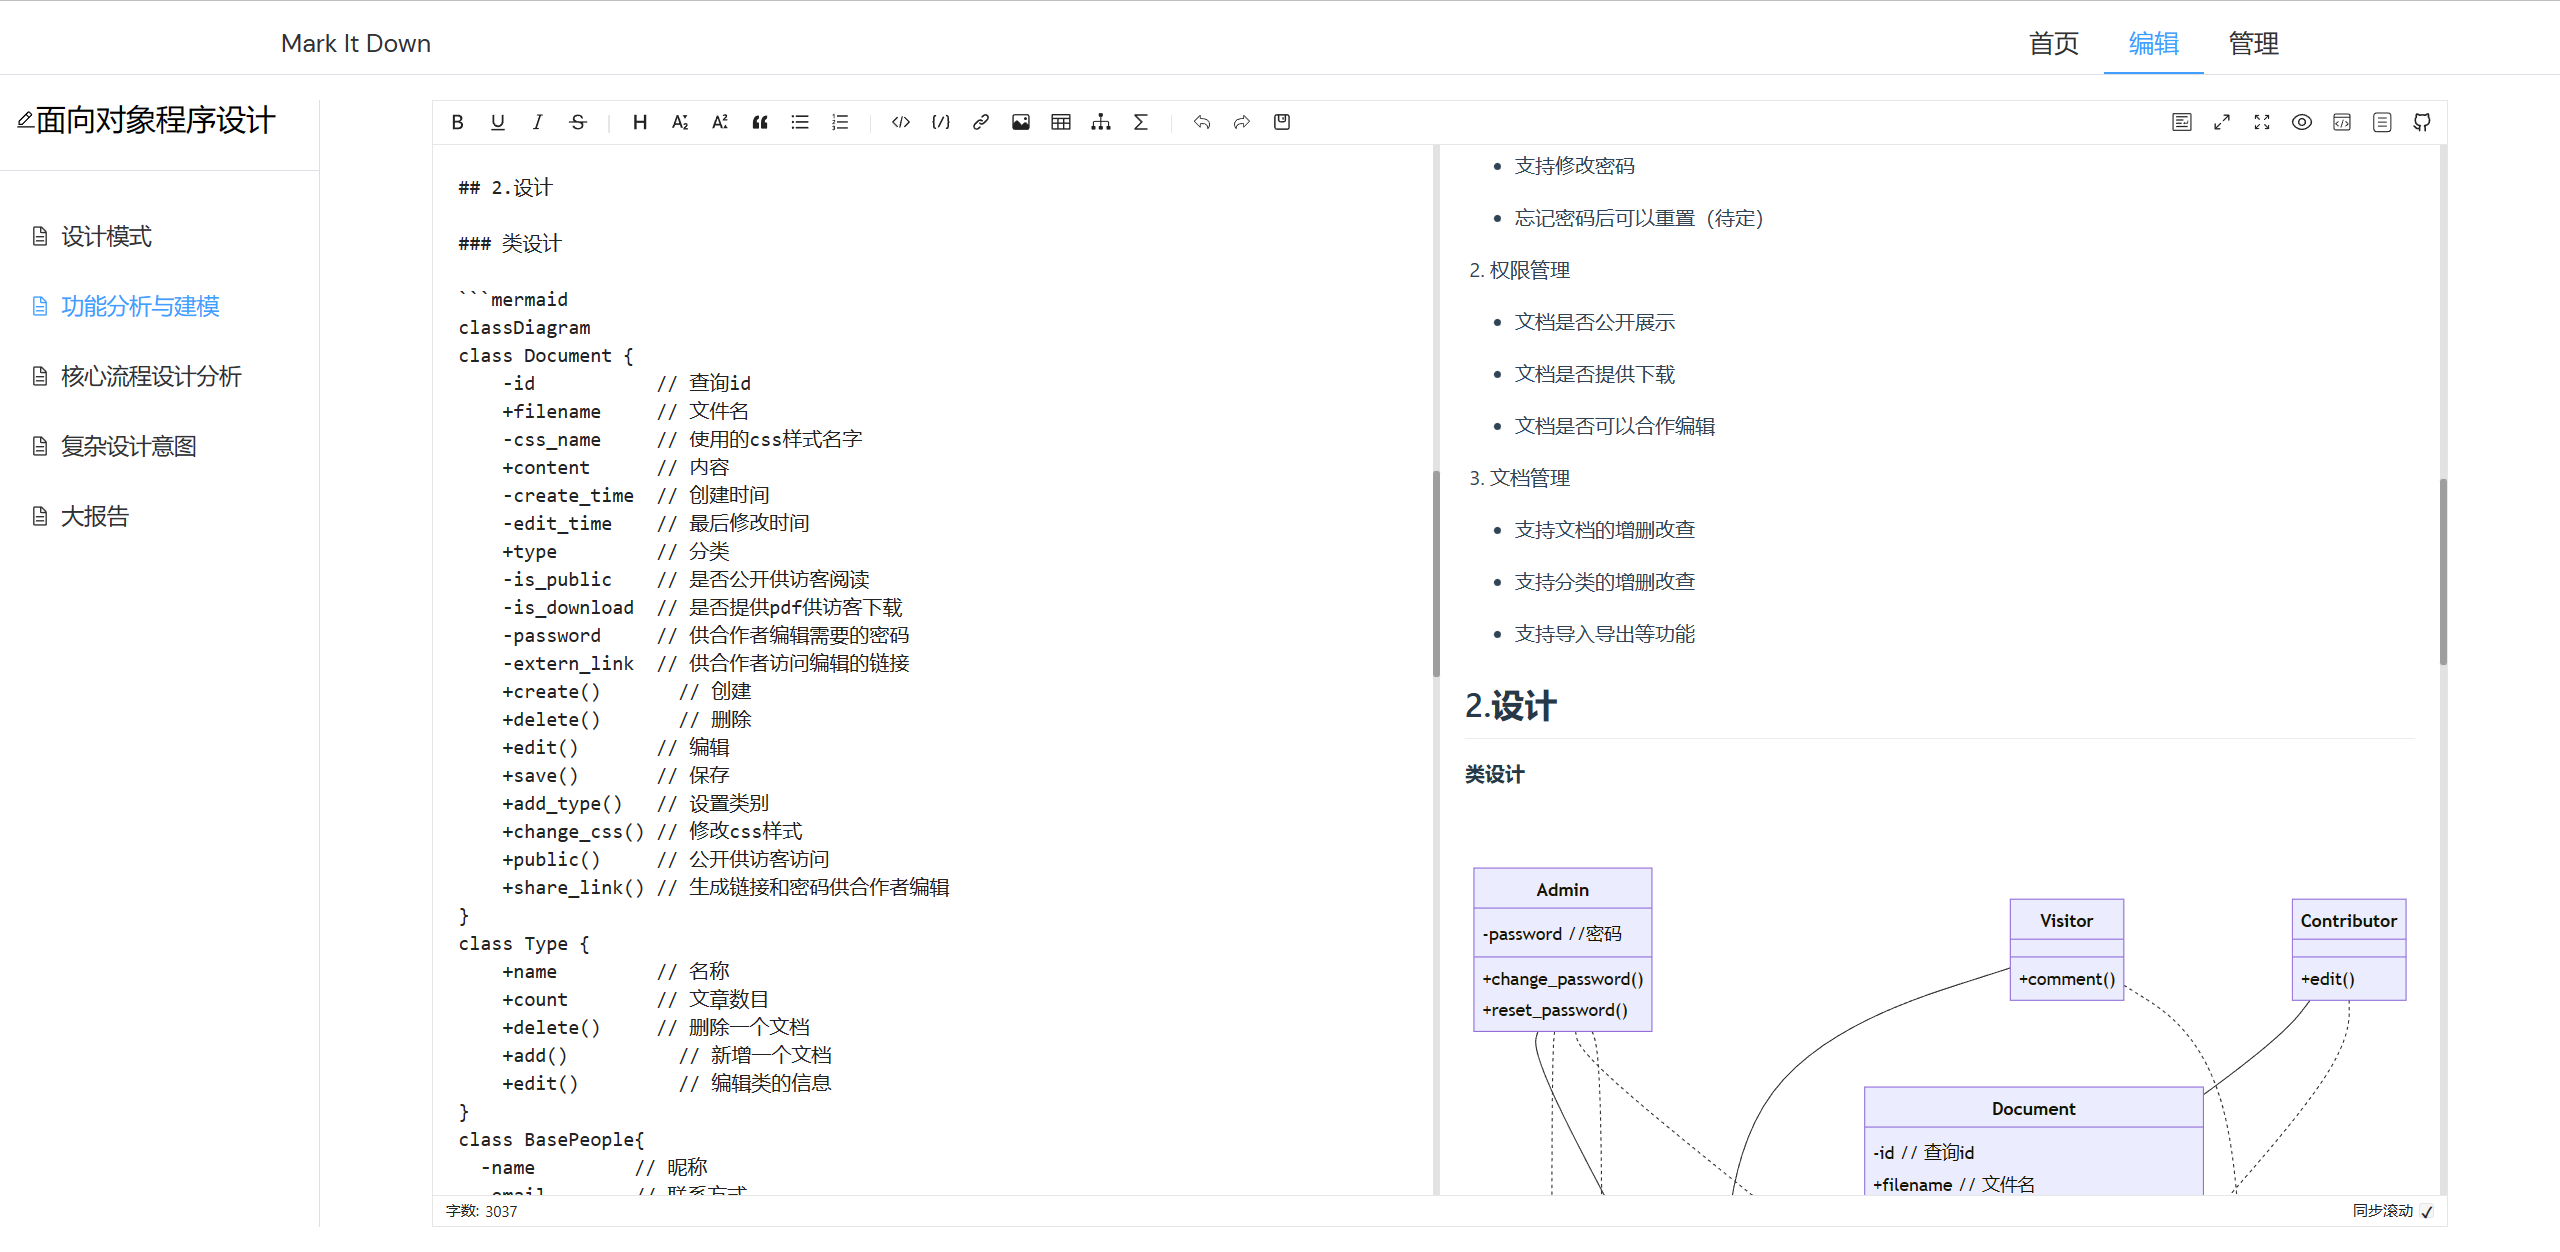 Mark It Down
首页
编辑
管理
面向对象程序设计
设计模式
功能分析与建模
核心流程设计分析
复杂设计意图
大报告
## 2.设计
### 类设计
```mermaid
classDiagram
class Document {
-id // 查询id
+filename // 文件名
-css_name // 使用的css样式名字
+content // 内容
-create_time // 创建时间
-edit_time // 最后修改时间
+type // 分类
-is_public // 是否公开供访客阅读
-is_download // 是否提供pdf供访客下载
-password // 供合作者编辑需要的密码
-extern_link // 供合作者访问编辑的链接
+create() // 创建
+delete() // 删除
+edit() // 编辑
+save() // 保存
+add_type() // 设置类别
+change_css() // 修改css样式
+public() // 公开供访客访问
+share_link() // 生成链接和密码供合作者编辑
}
class Type {
+name // 名称
+count // 文章数目
+delete() // 删除一个文档
+add() // 新增一个文档
+edit() // 编辑类的信息
}
class BasePeople{
-name // 昵称
-email // 联系方式
字数: 3037
• 支持修改密码
• 忘记密码后可以重置（待定）
2. 权限管理
• 文档是否公开展示
• 文档是否提供下载
• 文档是否可以合作编辑
3. 文档管理
• 支持文档的增删改查
• 支持分类的增删改查
• 支持导入导出等功能
2.设计
类设计
Admin
-password //密码
+change_password()
+reset_password()
Visitor
+comment()
Contributor
+edit()
Document
-id // 查询id
+filename // 文件名
同步滚动